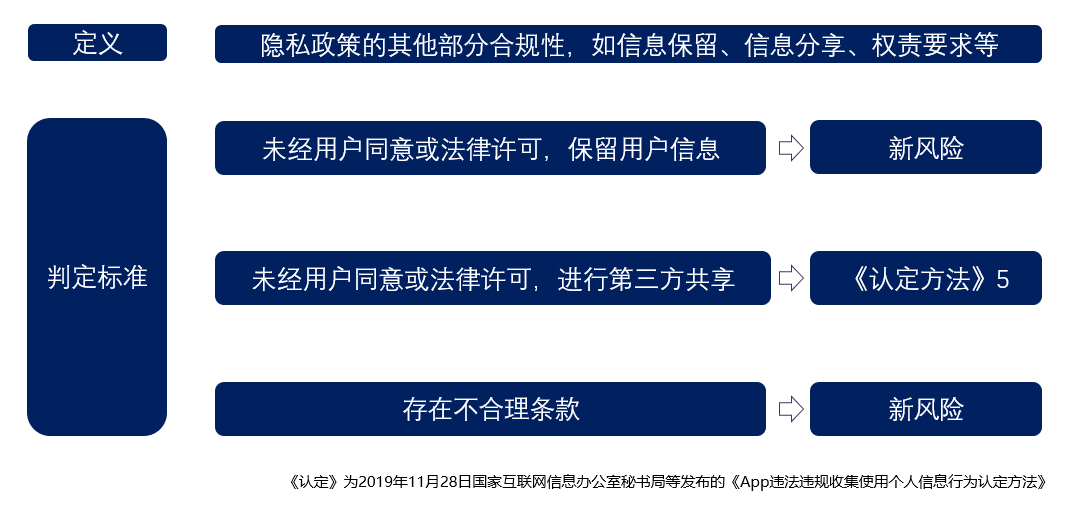 定义
隐私政策的其他部分合规性，如信息保留、信息分享、权责要求等
判定标准
未经用户同意或法律许可，保留用户信息
新风险
未经用户同意或法律许可，进行第三方共享
《认定方法》5
存在不合理条款
新风险
《认定》为2019年11月28日国家互联网信息办公室秘书局等发布的《App违法违规收集使用个人信息行为认定方法》